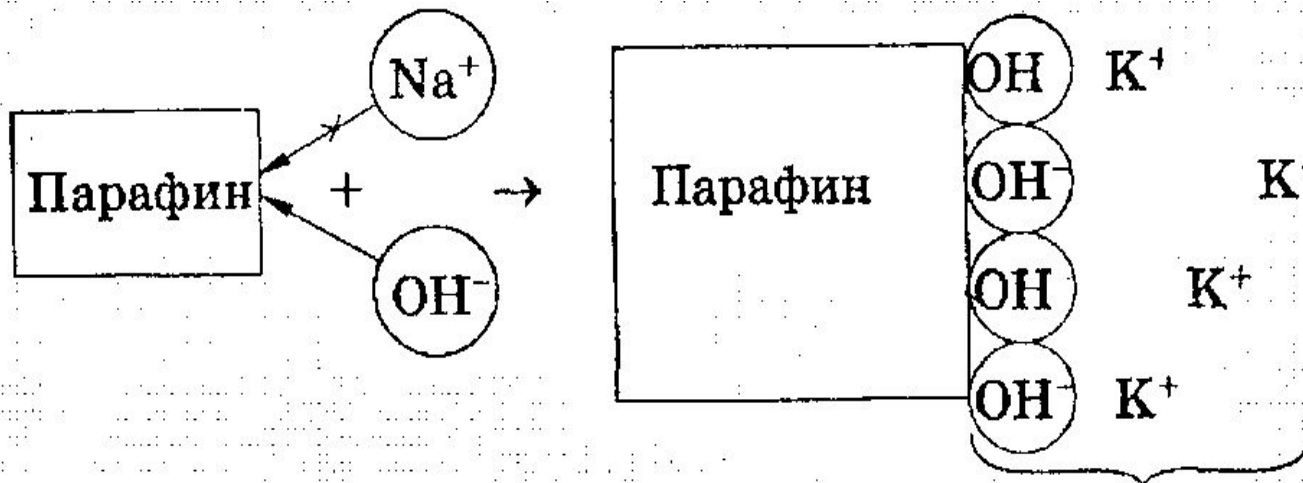 Na⁺
Парафин + →
OH⁻
Парафин
OH K⁺
OH⁻ K
OH K⁺
OH⁻ K⁺